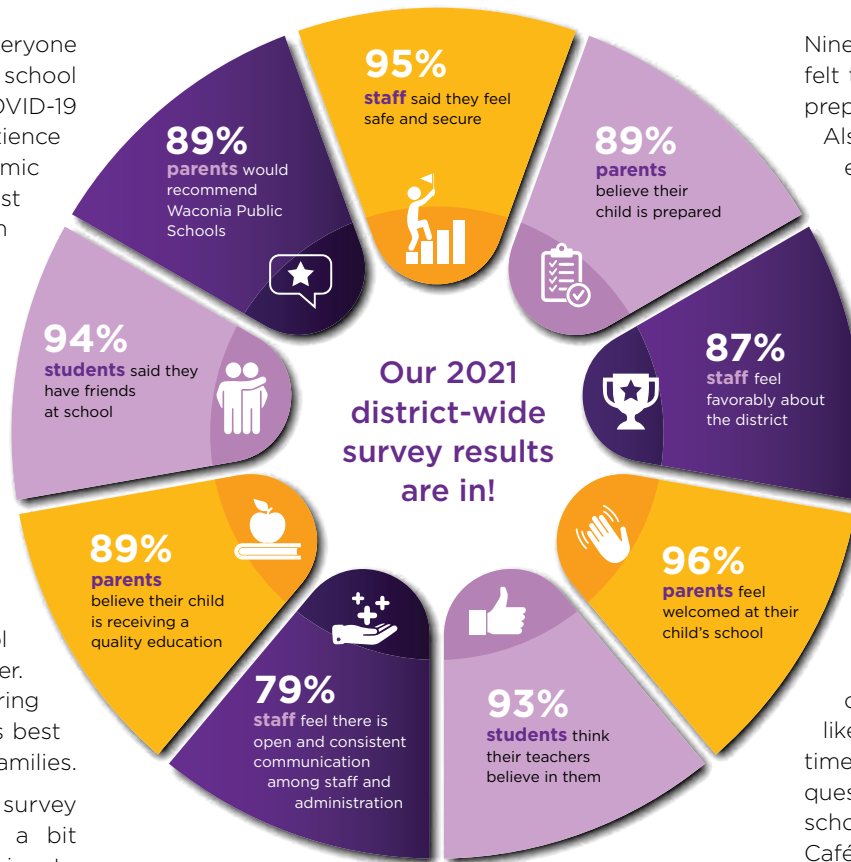 eryone
school
OVID-19
tience
mic
st
95%
staff said they feel
safe and secure
89%
parents
believe their
child is prepared
87%
staff feel
favorably about
the district
96%
parents feel
welcomed at their
child's school
93%
students think
their teachers
believe in them
79%
staff feel there is
open and consistent
communication
among staff and
administration
89%
parents
believe their child
is receiving a
quality education
94%
students said they
have friends
at school
89%
parents would
recommend
Waconia Public
Schools
Our 2021
district-wide
survey results
are in!
er.
ring
s best
amilies.
survey
a bit
Nine
felt t
prep
Als
e
like
time
ques
scho
Café